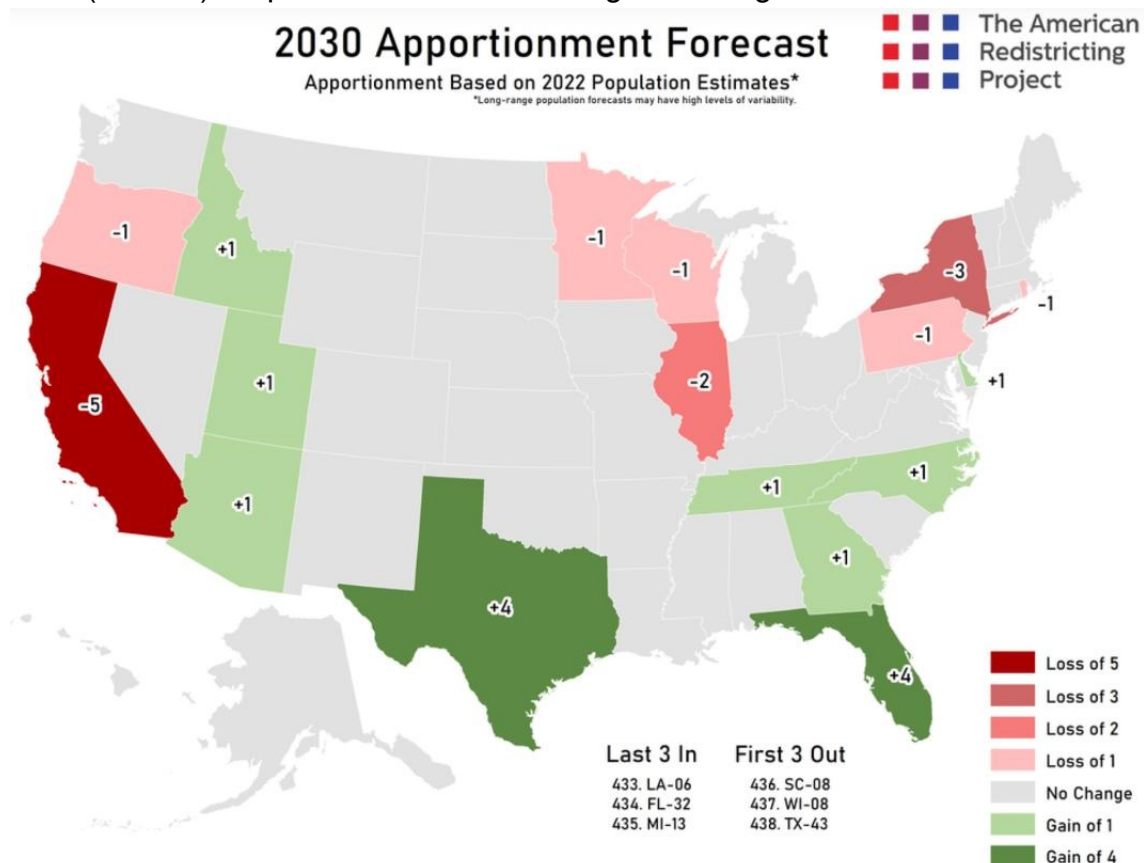 2030 Apportionment Forecast
Apportionment Based on 2022 Population Estimates*
*Long-range population forecasts may have high levels of variability.
The American
Redistricting
Project
-1
+1
-1
-1
-3
-1
-1
-2
+1
+1
-5
+1
+1
+1
+1
+4
+4
Last 3 In
433. LA-06
434. FL-32
435. MI-13
First 3 Out
436. SC-08
437. WI-08
438. TX-43
Loss of 5
Loss of 3
Loss of 2
Loss of 1
No Change
Gain of 1
Gain of 4